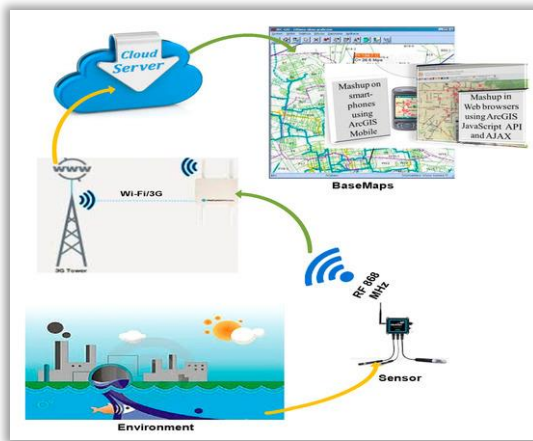 Cloud
Server
Mashup on
smart-
phones
using
ArcGIS
Mobile
Mashup in
Web browsers
using ArcGIS
JavaScript API
and AJAX
BaseMaps
WWW
Wi-Fi/3G
3G Tower
RF 868
MHz
Sensor
Environment